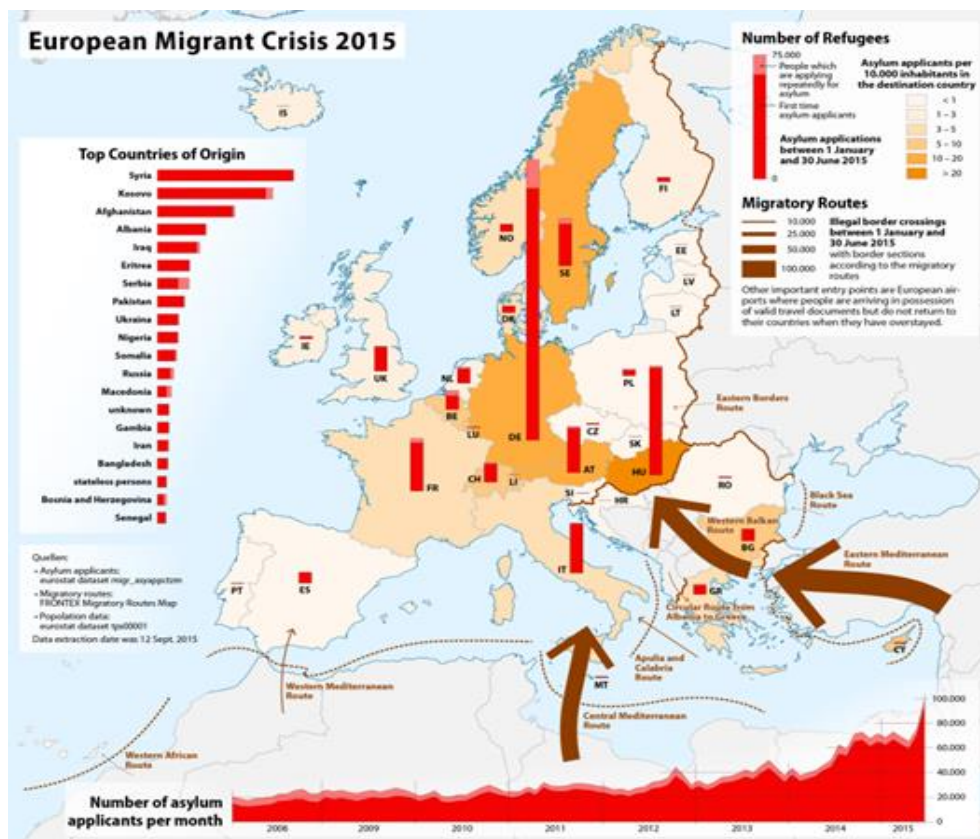 European Migrant Crisis 2015
Number of Refugees
75.000
People which
are applying
repeatedly for
asylum
First time
asylum applicants
Asylum applications
between 1 January
and 30 June 2015
0
Asylum applicants per
10.000 inhabitants in
the destination country
< 1
1 – 3
3 – 5
5 – 10
10 – 20
> 20
Migratory Routes
10.000
25.000
50.000
100.000
Illegal border crossings
between 1 January and
30 June 2015
with border sections
according to the migratory
routes
Other important entry points are European air-
ports where people are arriving in possession
of valid travel documents but do not return to
their countries when they have overstayed.
Top Countries of Origin
Syria
Kosovo
Afghanistan
Albania
Iraq
Eritrea
Serbia
Pakistan
Ukraina
Nigeria
Somalia
Russia
Macedonia
unknown
Gambia
Iran
Bangladesh
stateless persons
Bosnia and Herzegovina
Senegal
Quellen:
• Asylum applicants:
eurostat dataset migr_asyappctzm
• Migratory routes:
FRONTEX Migratory Routes Map
• Population data:
eurostat dataset tps00001
Data extraction date was 12 Sept. 2015
IS
NO
SE
FI
EE
LV
LT
IE
UK
DK
NL
BE
LU
DE
PL
CZ
SK
FR
CH
LI
AT
HU
SI
HR
RO
BG
IT
GR
PT
ES
MT
CY
Eastern Borders
Route
Black Sea
Route
Western Balkan
Route
Eastern Mediterranean
Route
Circular Route from
Albania to Greece
Apulia and
Calabria
Route
Central Mediterranean
Route
Western Mediterranean
Route
Western African
Route
Number of asylum
applicants per month
100.000
80.000
60.000
40.000
20.000
0
2008
2009
2010
2011
2012
2013
2014
2015